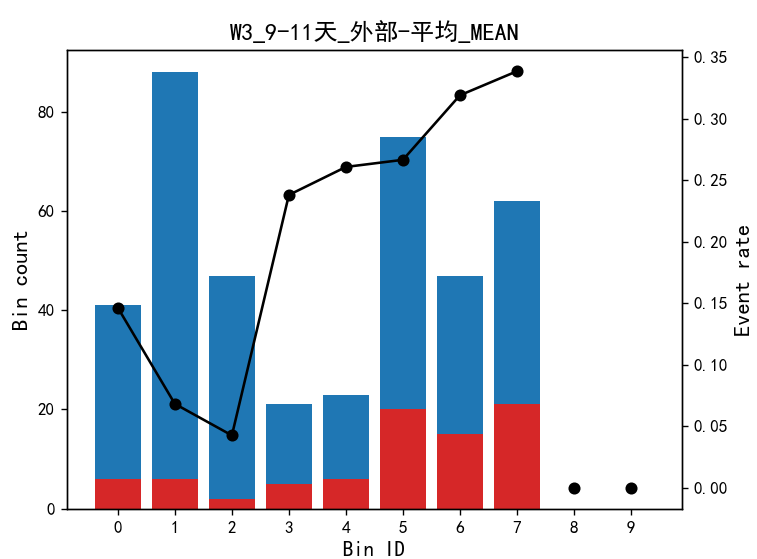 W3_9-11天_外部-平均_MEAN
Bin count
80
60
40
20
0
0 1 2 3 4 5 6 7 8 9
Bin ID
0.35
0.30
0.25
0.20
0.15
0.10
0.05
0.00
Event rate